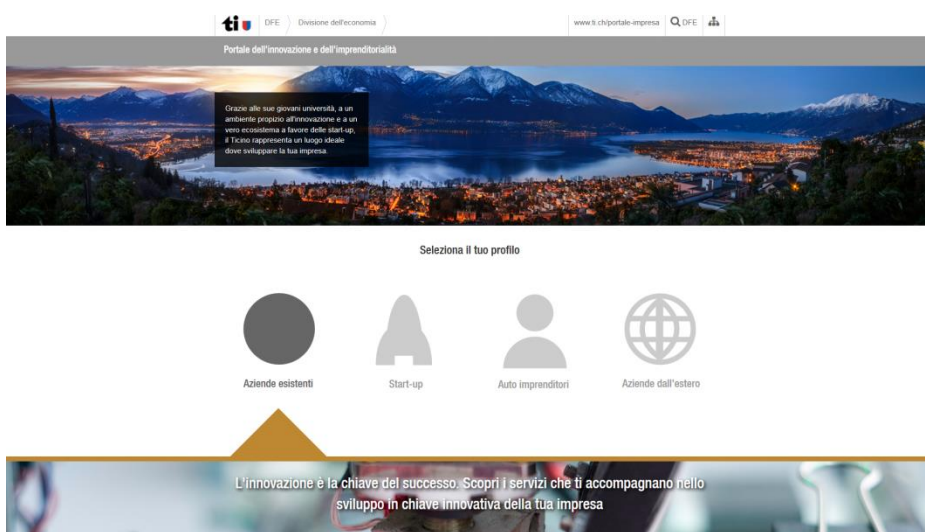 ti
DFE
Divisione dell'economia
www.ti.ch/portale-impresa
DFE
Portale dell'innovazione e dell'imprenditorialità
Grazie alle sue giovani università, a un
ambiente propizio all'innovazione e a un
vero ecosistema a favore delle start-up,
il Ticino rappresenta un luogo ideale
dove sviluppare la tua impresa.
Seleziona il tuo profilo
Aziende esistenti
Start-up
Auto imprenditori
Aziende dall'estero
L'innovazione è la chiave del successo. Scopri i servizi che ti accompagnano nello
sviluppo in chiave innovativa della tua impresa